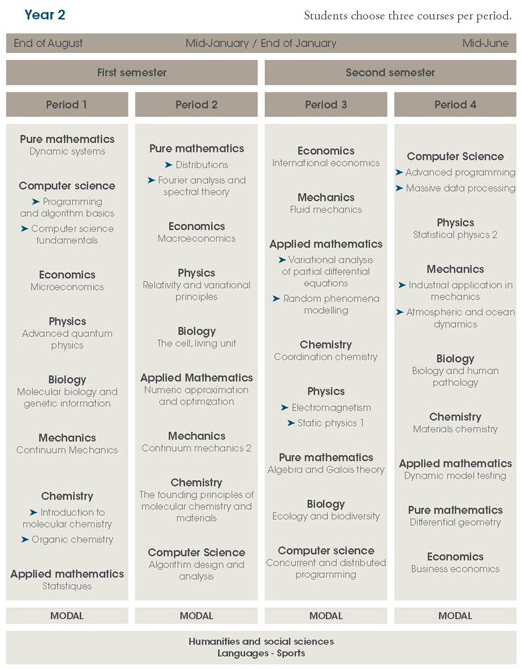 Year 2
Students choose three courses per period.
End of August
Mid-January / End of January
Mid-June
First semester
Second semester
Period 1
Period 2
Period 3
Period 4
Pure mathematics
Dynamic systems
Computer science
➤ Programming
and algorithm basics
➤ Computer science
fundamentals
Economics
Microeconomics
Physics
Advanced quantum
physics
Biology
Molecular biology and
genetic information
Mechanics
Continuum Mechanics
Chemistry
➤ Introduction to
molecular chemistry
➤ Organic chemistry
Applied mathematics
Statistiques
Pure mathematics
➤ Distributions
➤ Fourier analysis and
spectral theory
Economics
Macroeconomics
Physics
Relativity and variational
principles
Biology
The cell, living unit
Applied Mathematics
Numeric approximation
and optimization
Mechanics
Continuum mechanics 2
Chemistry
The founding principles of
molecular chemistry and
materials
Computer Science
Algorithm design and
analysis
Economics
International economics
Mechanics
Fluid mechanics
Applied mathematics
➤ Variational analysis
of partial differential
equations
➤ Random phenomena
modelling
Chemistry
Coordination chemistry
Physics
➤ Electromagnetism
➤ Static physics 1
Pure mathematics
Algebra and Galois theory
Biology
Ecology and biodiversity
Computer science
Concurrent and distributed
programming
Computer Science
➤ Advanced programming
➤ Massive data processing
Physics
Statistical physics 2
Mechanics
➤ Industrial application in
mechanics
➤ Atmospheric and ocean
dynamics
Biology
Biology and human
pathology
Chemistry
Materials chemistry
Applied mathematics
Dynamic model testing
Pure mathematics
Differential geometry
Economics
Business economics
MODAL
MODAL
MODAL
MODAL
Humanities and social sciences
Languages - Sports